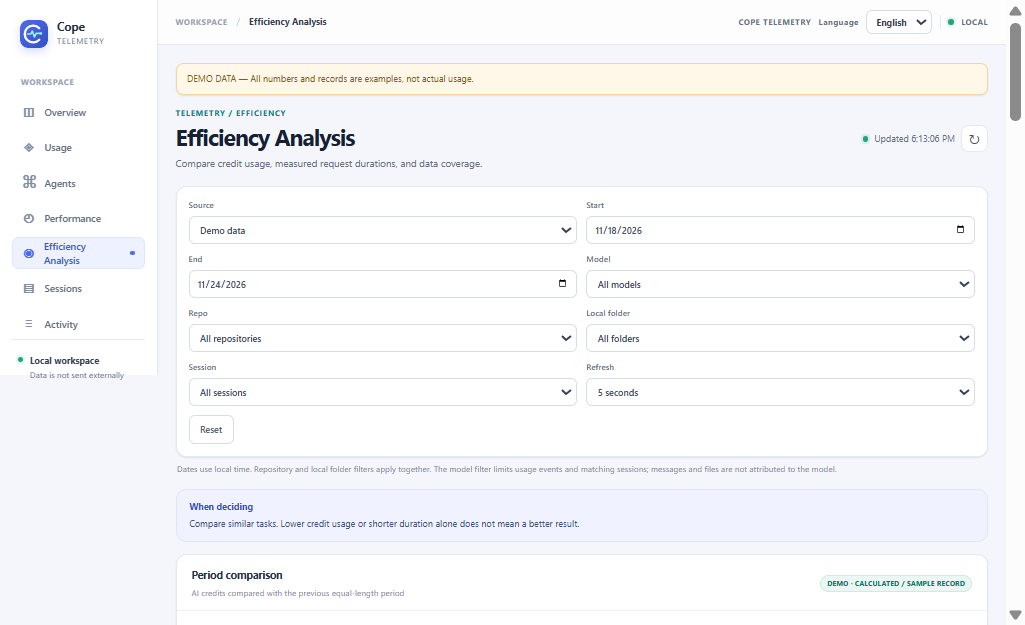 Cope
TELEMETRY
WORKSPACE
Overview
Usage
Agents
Performance
Efficiency
Analysis
Sessions
Activity
Local workspace
Data is not sent externally
WORKSPACE / Efficiency Analysis
COPE TELEMETRY Language English LOCAL
DEMO DATA — All numbers and records are examples, not actual usage.
TELEMETRY / EFFICIENCY
Efficiency Analysis
Updated 6:13:06 PM
Compare credit usage, measured request durations, and data coverage.
Source
Demo data
Start
11/18/2026
End
11/24/2026
Model
All models
Repo
All repositories
Local folder
All folders
Session
All sessions
Refresh
5 seconds
Reset
Dates use local time. Repository and local folder filters apply together. The model filter limits usage events and matching sessions; messages and files are not attributed to the model.
When deciding
Compare similar tasks. Lower credit usage or shorter duration alone does not mean a better result.
Period comparison
AI credits compared with the previous equal-length period
DEMO · CALCULATED / SAMPLE RECORD